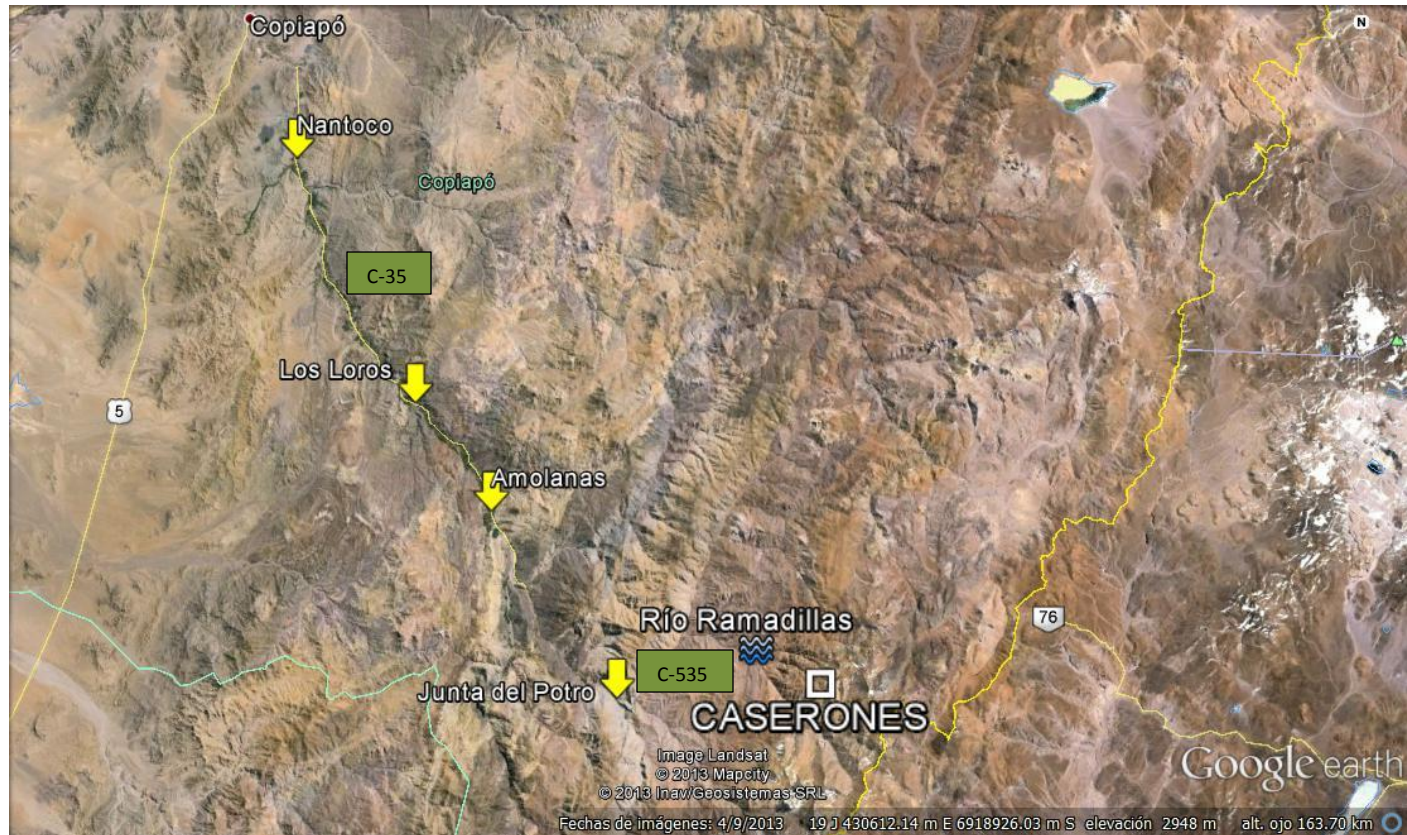 Copiapó
N
Nantoco
Copiapó
C-35
Los Loros
5
Amolanas
Río Ramadillas
76
C-535
Junta del Potro
CASERONES
Image Landsat
© 2013 Mapcity
© 2013 Inav/Geosistemas SRL
Google earth
Fechas de imágenes: 4/9/2013 19 J 430612.14 m E 6918926.03 m S elevación 2948 m alt. ojo 163.70 km